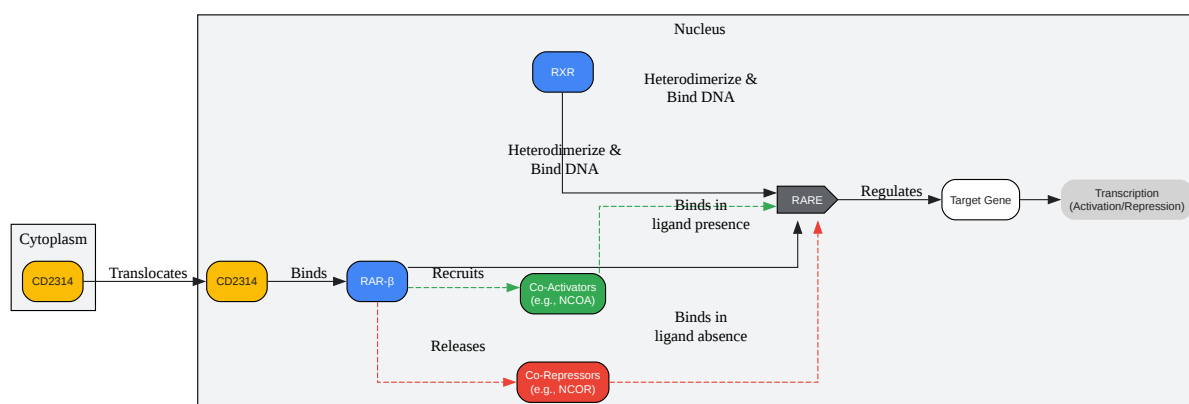 Nucleus
RXR
Heterodimerize &
Bind DNA
Heterodimerize &
Bind DNA
RARE
Regulates
Target Gene
Transcription
(Activation/Repression)
Binds in
ligand presence
Cytoplasm
CD2314
Translocates
CD2314
Binds
RAR-β
Recruits
Co-Activators
(e.g., NCOA)
Binds in
ligand absence
Releases
Co-Repressors
(e.g., NCOR)